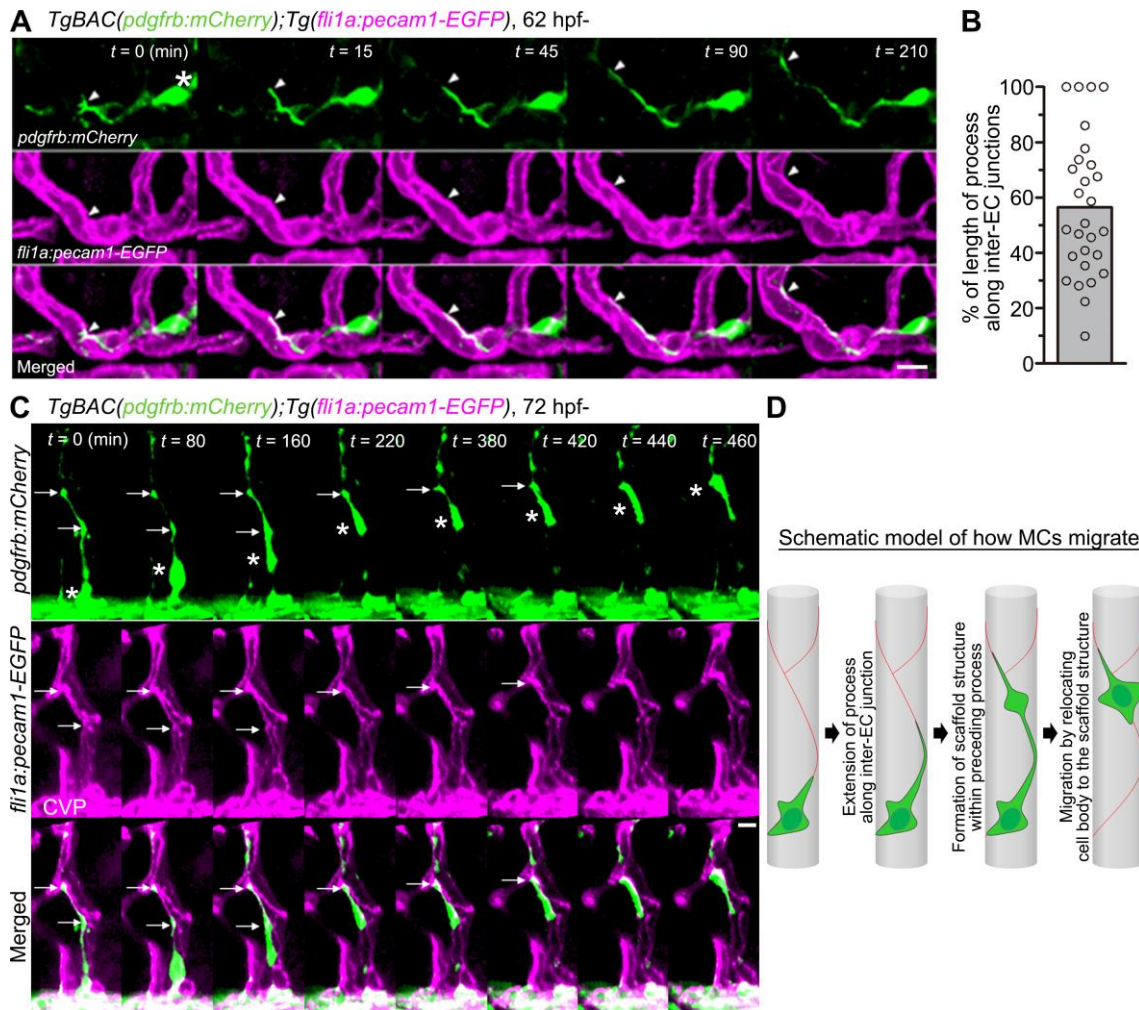 A TgBAC(pdgfrb:mCherry);Tg(fli1a:pecam1-EGFP), 62 hpf-
t = 0 (min) t = 15 t = 45 t = 90 t = 210
*
pdgfrb:mCherry
fli1a:pecam1-EGFP
Merged
B
% of length of process
along inter-EC junctions
100
80
60
40
20
0
C TgBAC(pdgfrb:mCherry);Tg(fli1a:pecam1-EGFP), 72 hpf-
t = 0 (min) t = 80 t = 160 t = 220 t = 380 t = 420 t = 440 t = 460
pdgfrb:mCherry
* * * * * * * *
fli1a:pecam1-EGFP
CVP
Merged
D
Schematic model of how MCs migrate
Extension of process
along inter-EC junction
Formation of scaffold structure
within preceding process
Migration by relocating
cell body to the scaffold structure